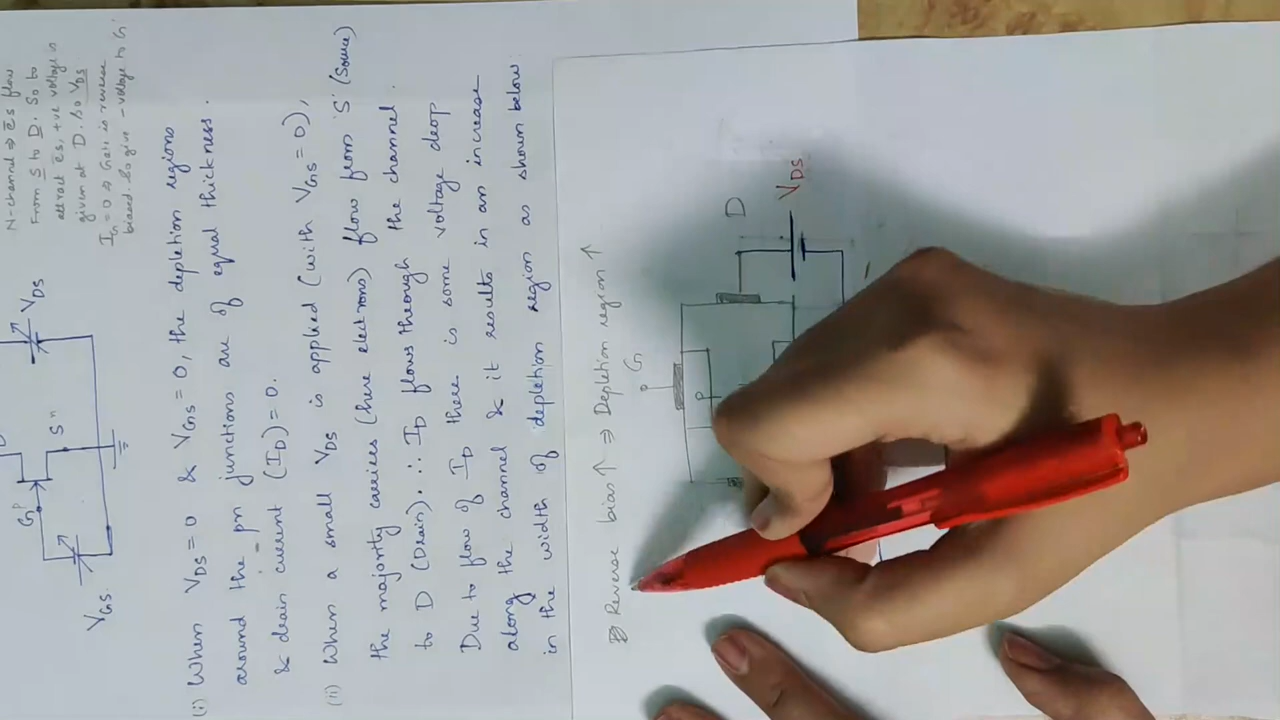 N-channel ⇒ ēs flow
From S to D. So to
attract ēs, +ve voltage is
given at D. So VDS
IG = 0 ⇒ Gate is reverse
biased. So give - voltage to G
D
VDS
GP
Sn
VGS
(i) When VDS = 0 & VGS = 0, the depletion regions
around the pn junctions are of equal thickness.
& drain current (ID) = 0.
(ii) When a small VDS is applied (with VGS = 0),
the majority carriers (here electrons) flow from 'S' (Source)
to D (Drain). ∴ ID flows through the channel.
Due to flow of ID there is some voltage drop
along the channel & it results in an increase
in the width of depletion region as shown below.
Reverse bias ↑ ⇒ Depletion region ↑
G
P
D
VDS